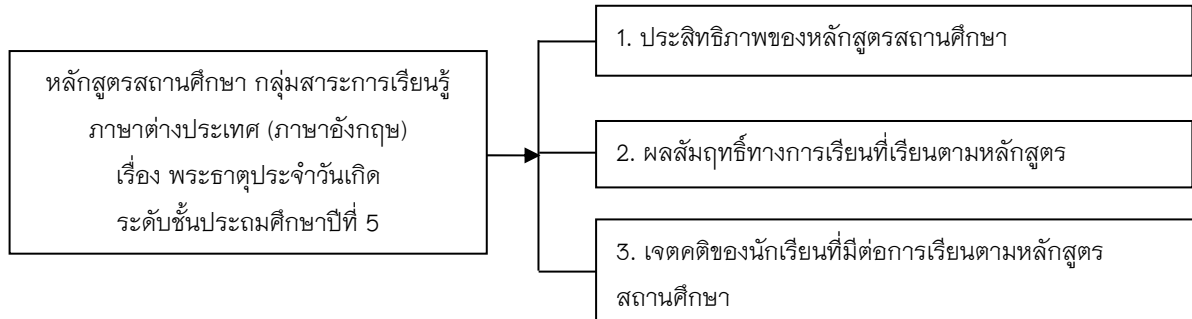 หลักสูตรสถานศึกษา กลุ่มสาระการเรียนรู้
ภาษาต่างประเทศ (ภาษาอังกฤษ)
เรื่อง พระธาตุประจำวันเกิด
ระดับชั้นประถมศึกษาปีที่ 5
1. ประสิทธิภาพของหลักสูตรสถานศึกษา
2. ผลสัมฤทธิ์ทางการเรียนที่เรียนตามหลักสูตร
3. เจตคติของนักเรียนที่มีต่อการเรียนตามหลักสูตร
สถานศึกษา